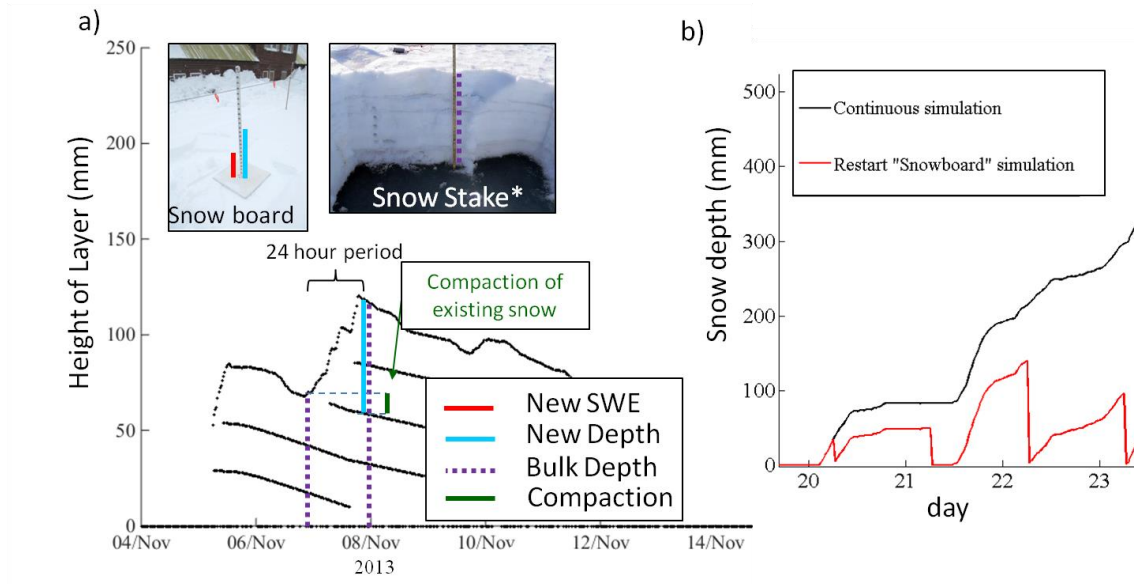 a)
250
200
150
100
50
0
Height of Layer (mm)
Snow board
Snow Stake*
24 hour period
Compaction of
existing snow
New SWE
New Depth
Bulk Depth
Compaction
04/Nov 06/Nov 08/Nov 10/Nov 12/Nov 14/Nov
2013
b)
500
400
300
200
100
0
Snow depth (mm)
Continuous simulation
Restart "Snowboard" simulation
20 21 22 23
day